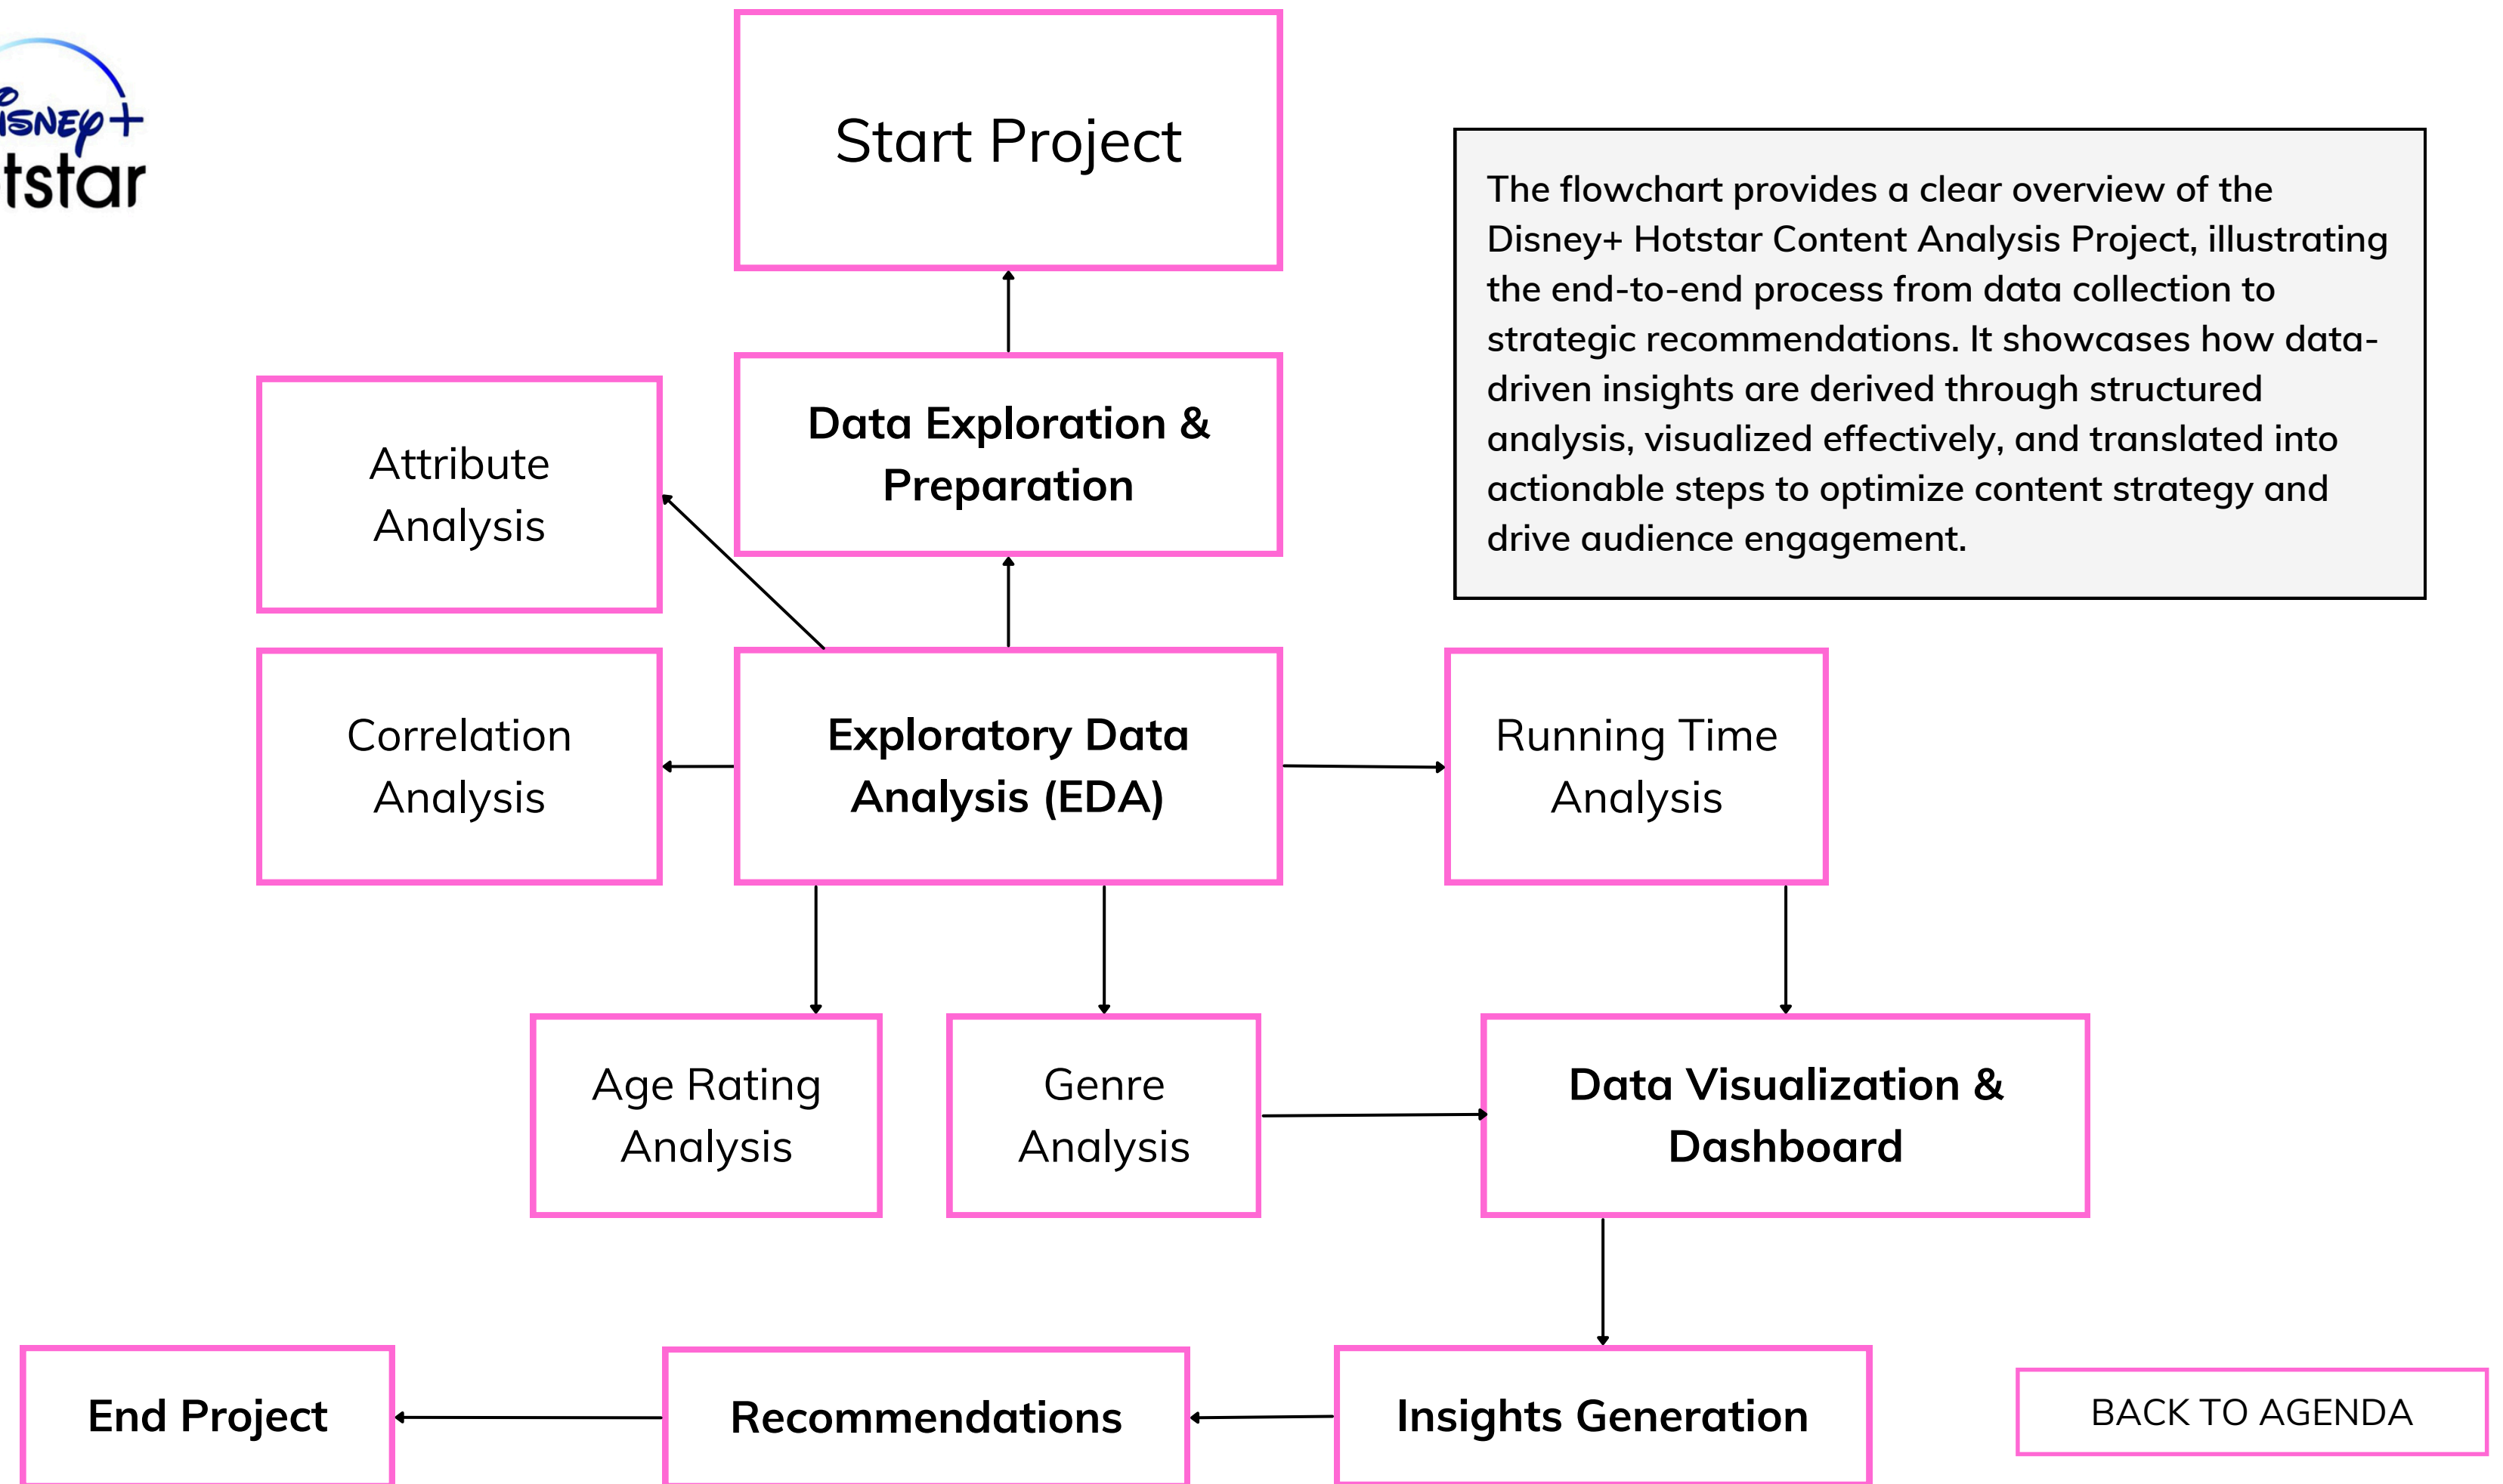 isney+
tstar
Start Project
The flowchart provides a clear overview of the
Disney+ Hotstar Content Analysis Project, illustrating
the end-to-end process from data collection to
strategic recommendations. It showcases how data-
driven insights are derived through structured
analysis, visualized effectively, and translated into
actionable steps to optimize content strategy and
drive audience engagement.
Data Exploration &
Preparation
Attribute
Analysis
Correlation
Analysis
Exploratory Data
Analysis (EDA)
Running Time
Analysis
Age Rating
Analysis
Genre
Analysis
Data Visualization &
Dashboard
End Project
Recommendations
Insights Generation
BACK TO AGENDA